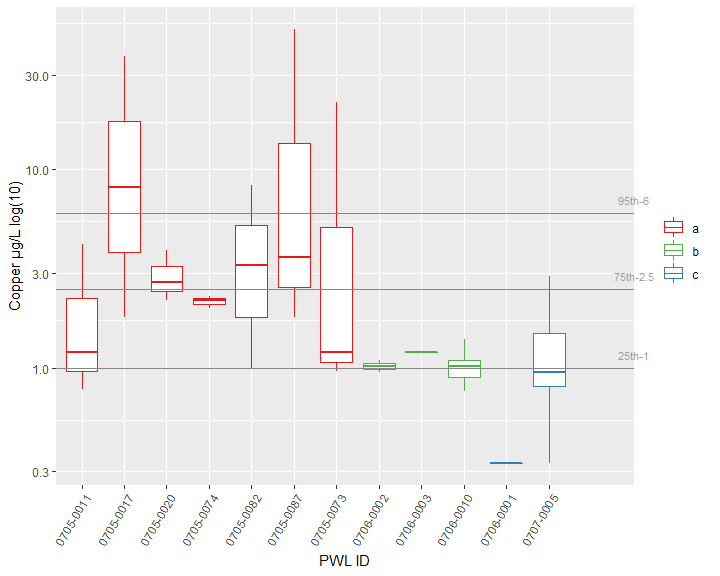 Copper µg/L log(10)
30.0
10.0
3.0
1.0
0.3
95th-6
75th-2.5
25th-1
a
b
c
0705-0011
0705-0017
0705-0020
0705-0074
0705-0082
0705-0087
0705-0073
0706-0002
0706-0003
0706-0010
0706-0001
0707-0005
PWL ID